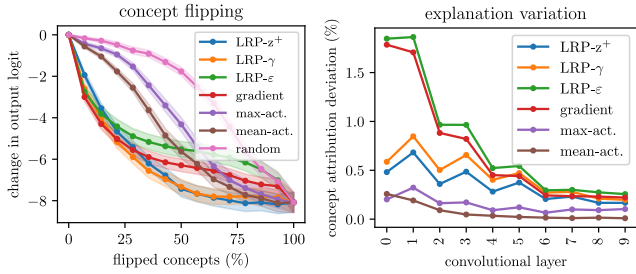 concept flipping
change in output logit
0
−2
−4
−6
−8
LRP-z⁺
LRP-γ
LRP-ε
gradient
max-act.
mean-act.
random
0
25
50
75
100
flipped concepts (%)
explanation variation
concept attribution deviation (%)
1.5
1.0
0.5
0.0
LRP-z⁺
LRP-γ
LRP-ε
gradient
max-act.
mean-act.
0
1
2
3
4
5
6
7
8
9
convolutional layer